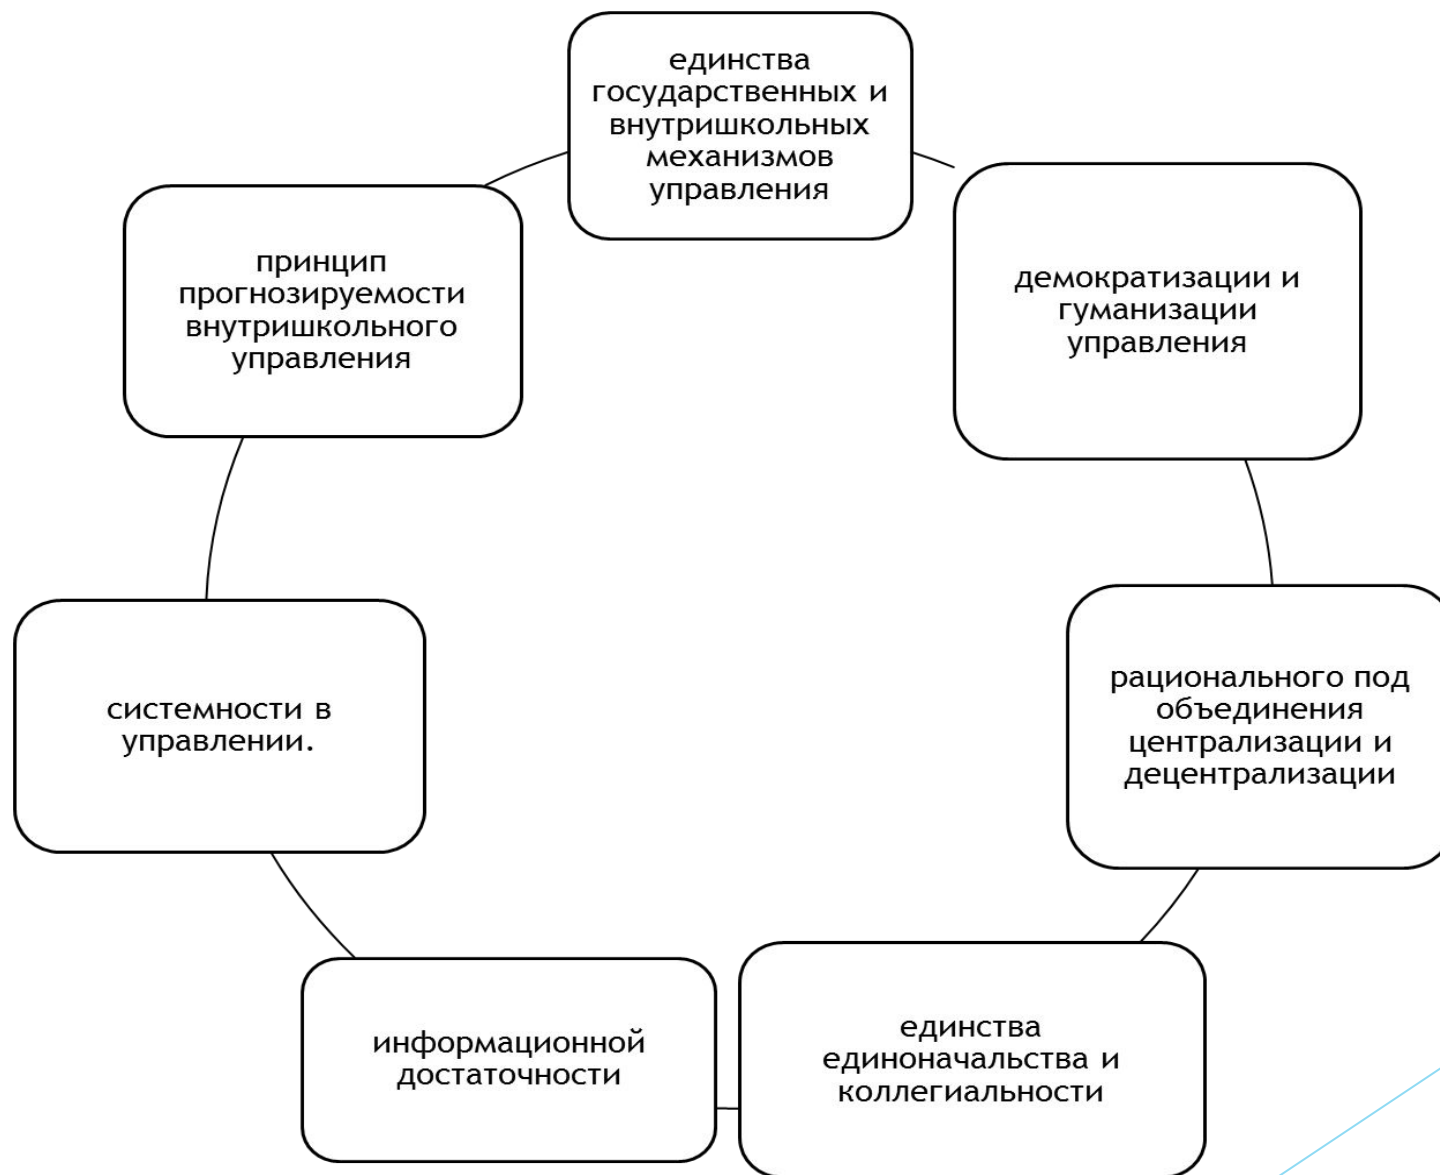 единства
государственных и
внутришкольных
механизмов
управления
демократизации и
гуманизации
управления
рационального под
объединения
централизации и
децентрализации
единства
единоначальства и
коллегиальности
информационной
достаточности
системности в
управлении.
принцип
прогнозируемости
внутришкольного
управления